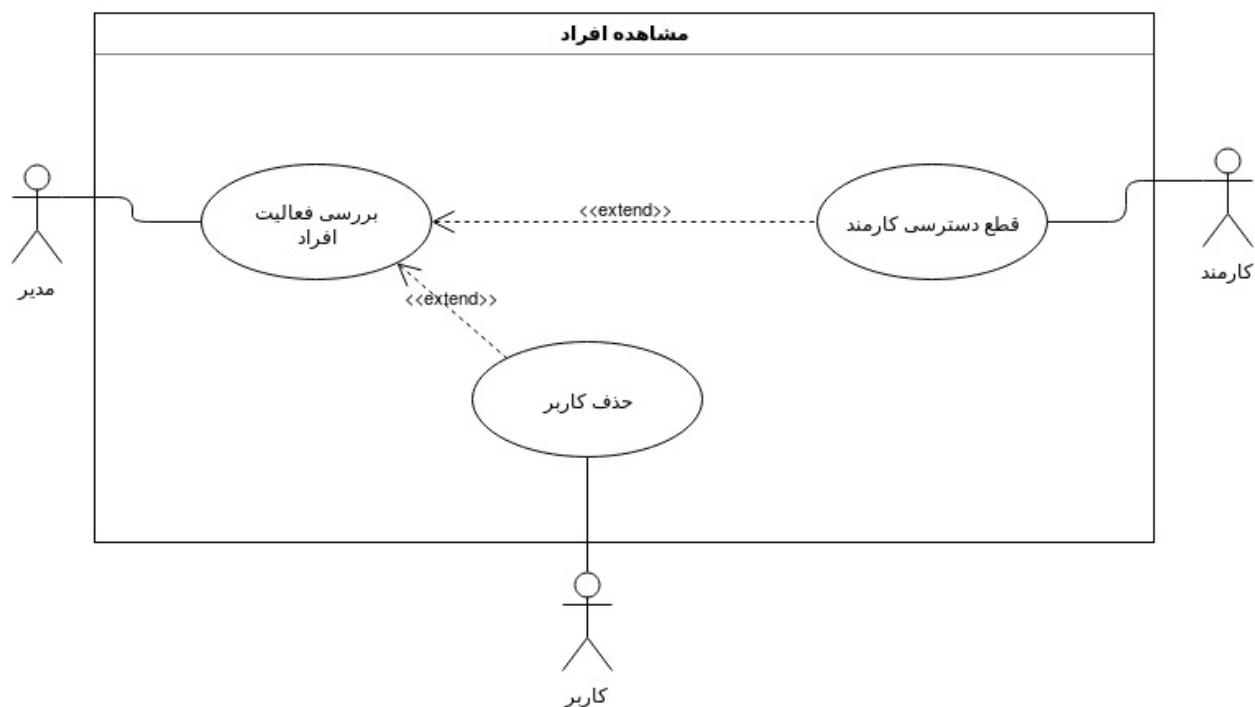 مشاهده افراد
بررسی فعالیت
افراد
<<extend>>
قطع دسترسی کارمند
مدیر
کارمند
<<extend>>
حذف کاربر
کاربر